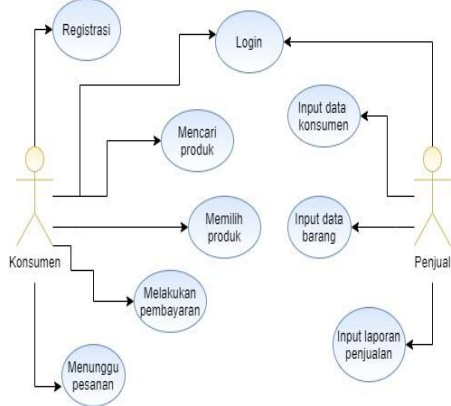 Registrasi
Login
Input data
konsumen
Mencari
produk
Memilih
produk
Input data
barang
Konsumen
Penjual
Melakukan
pembayaran
Input laporan
penjualan
Menunggu
pesanan